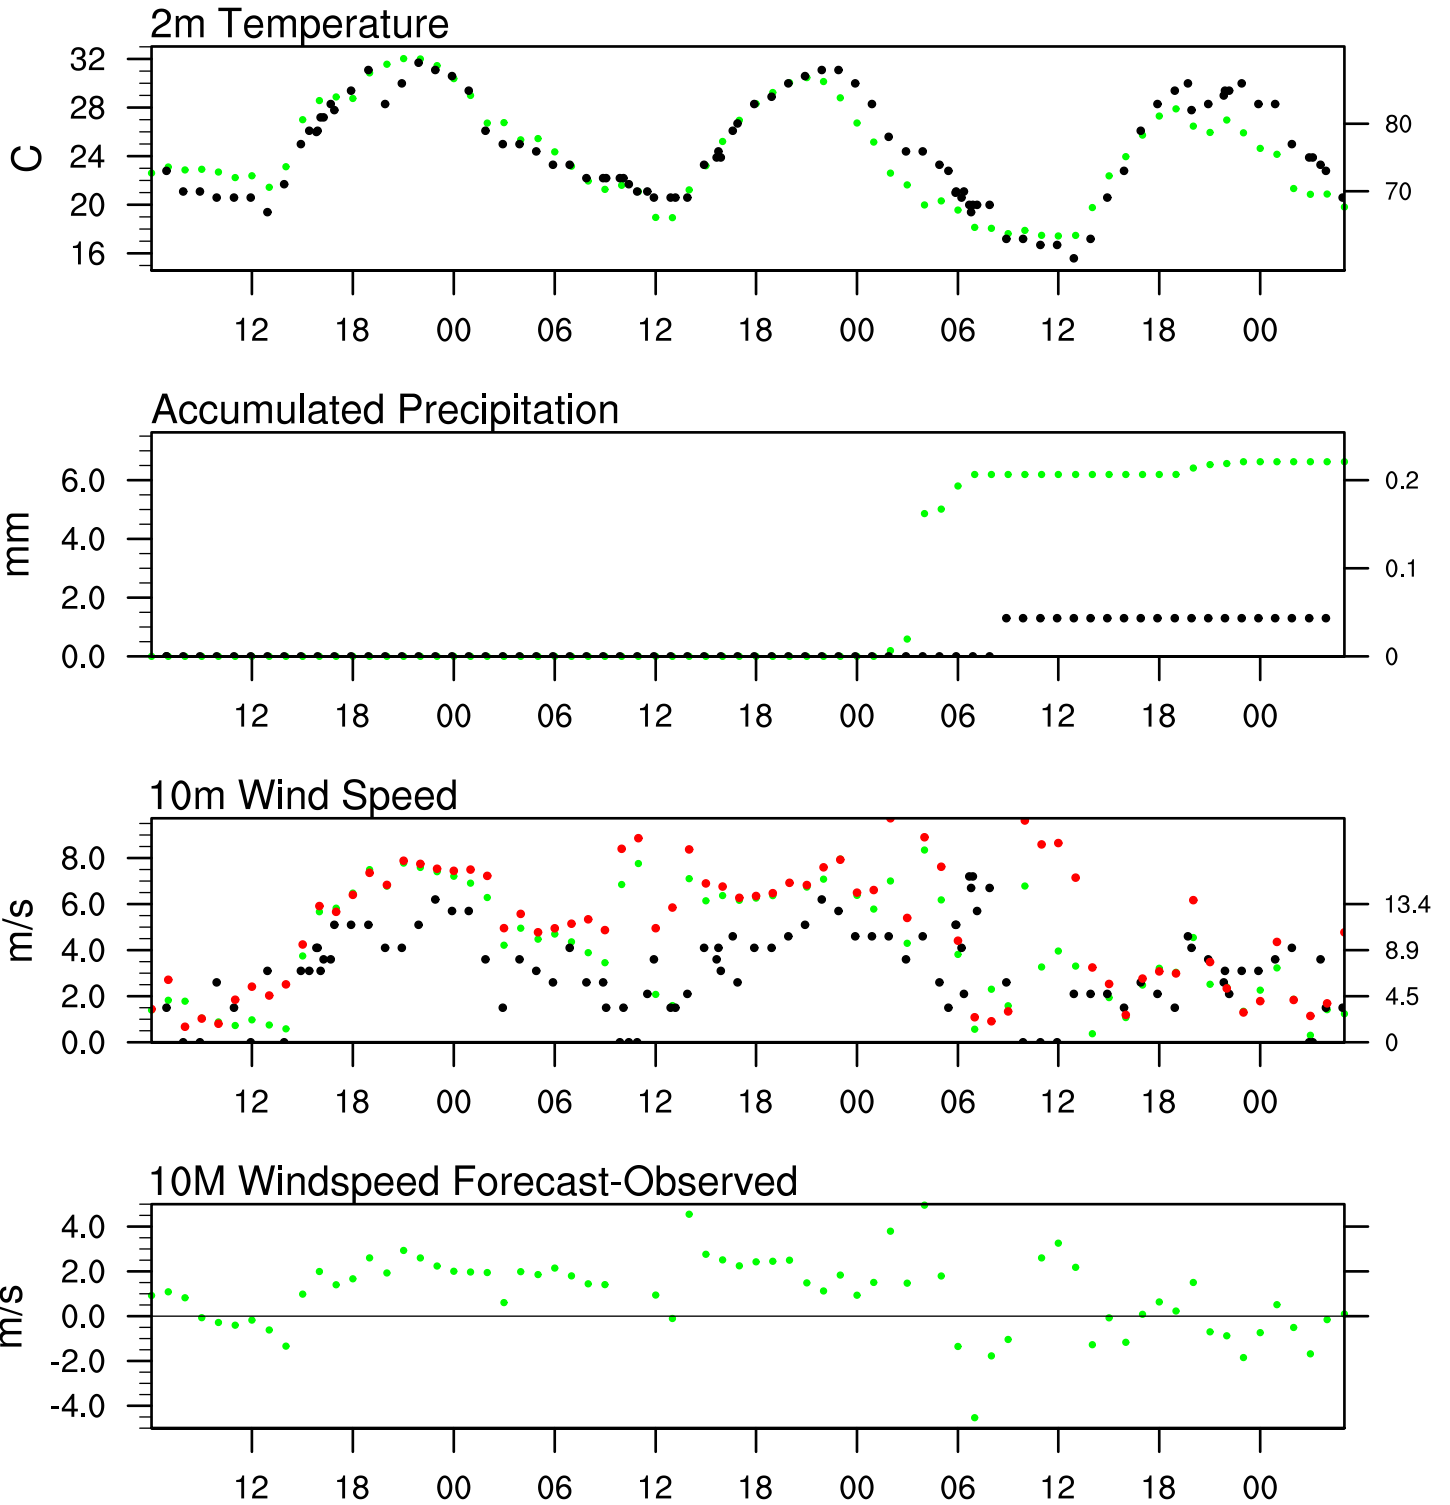 2m Temperature
32
28
24
20
16
C
80
70
12 18 00 06 12 18 00 06 12 18 00
Accumulated Precipitation
6.0
4.0
2.0
0.0
mm
0.2
0.1
0
12 18 00 06 12 18 00 06 12 18 00
10m Wind Speed
8.0
6.0
4.0
2.0
0.0
m/s
13.4
8.9
4.5
0
12 18 00 06 12 18 00 06 12 18 00
10M Windspeed Forecast-Observed
4.0
2.0
0.0
-2.0
-4.0
m/s
12 18 00 06 12 18 00 06 12 18 00